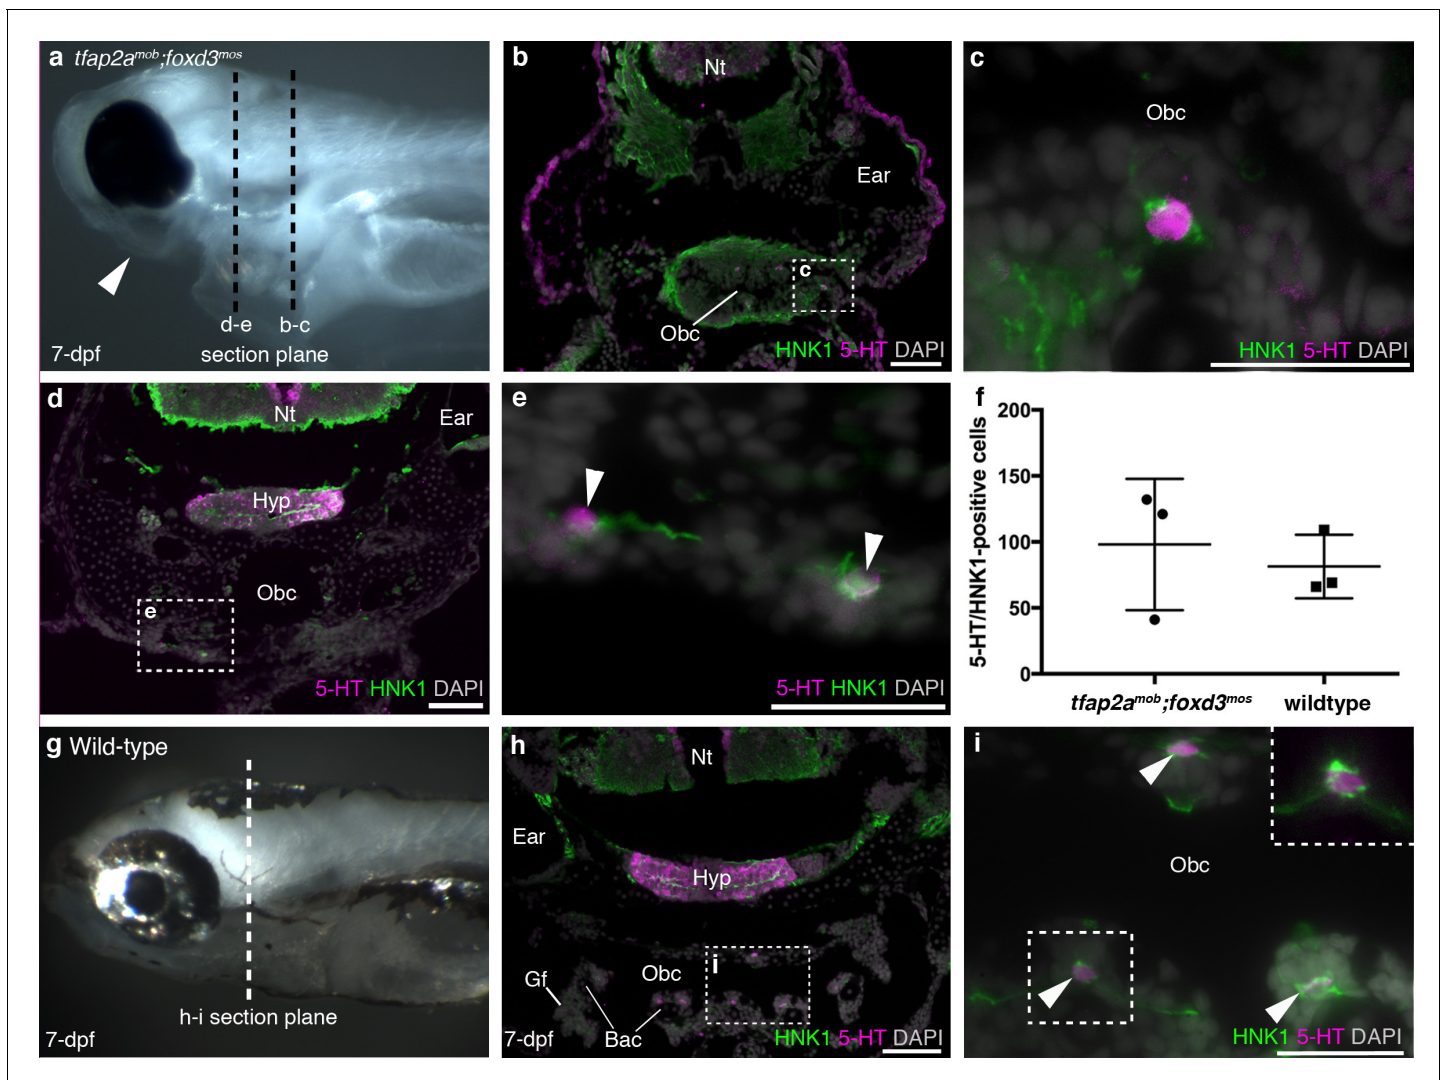 a tfap2amob;foxd3mos
d-e b-c
section plane
7-dpf
b
Nt
Ear
c
Obc
HNK1 5-HT DAPI
c
Obc
HNK1 5-HT DAPI
d
Nt
Ear
Hyp
Obc
e
5-HT HNK1 DAPI
e
5-HT HNK1 DAPI
f
5-HT/HNK1-positive cells
200
150
100
50
0
tfap2amob;foxd3mos wildtype
g Wild-type
h-i section plane
7-dpf
h
Nt
Ear
Hyp
Gf
Obc
i
Bac
7-dpf
HNK1 5-HT DAPI
i
Obc
HNK1 5-HT DAPI